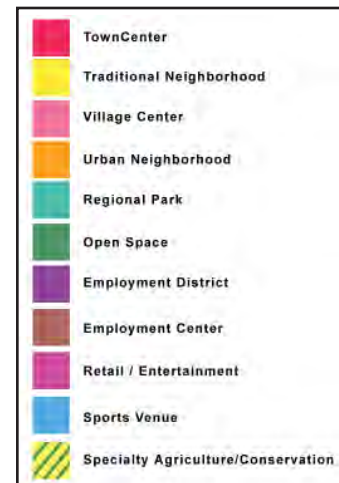 TownCenter
Traditional Neighborhood
Village Center
Urban Neighborhood
Regional Park
Open Space
Employment District
Employment Center
Retail / Entertainment
Sports Venue
Specialty Agriculture/Conservation